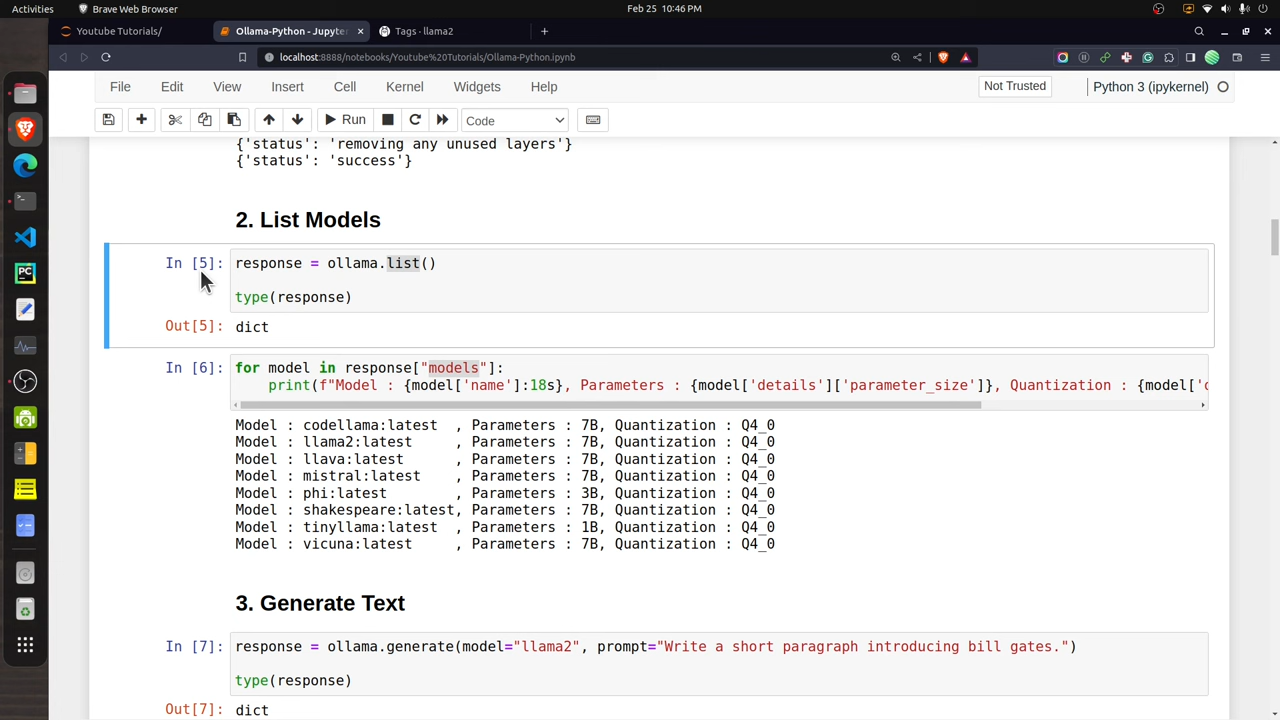 Activities
Brave Web Browser
Feb 25 10:46 PM
Youtube Tutorials/
Ollama-Python - Jupyter
Tags · llama2
localhost:8888/notebooks/Youtube%20Tutorials/Ollama-Python.ipynb
File Edit View Insert Cell Kernel Widgets Help
Not Trusted
Python 3 (ipykernel)
Run
Code
{'status': 'removing any unused layers'}
{'status': 'success'}
2. List Models
In [5]: response = ollama.list()
type(response)
Out[5]: dict
In [6]: for model in response["models"]:
print(f"Model : {model['name']:18s}, Parameters : {model['details']['parameter_size']}, Quantization : {model['
Model : codellama:latest  , Parameters : 7B, Quantization : Q4_0
Model : llama2:latest     , Parameters : 7B, Quantization : Q4_0
Model : llava:latest      , Parameters : 7B, Quantization : Q4_0
Model : mistral:latest    , Parameters : 7B, Quantization : Q4_0
Model : phi:latest        , Parameters : 3B, Quantization : Q4_0
Model : shakespeare:latest, Parameters : 7B, Quantization : Q4_0
Model : tinyllama:latest  , Parameters : 1B, Quantization : Q4_0
Model : vicuna:latest     , Parameters : 7B, Quantization : Q4_0
3. Generate Text
In [7]: response = ollama.generate(model="llama2", prompt="Write a short paragraph introducing bill gates.")
type(response)
Out[7]: dict